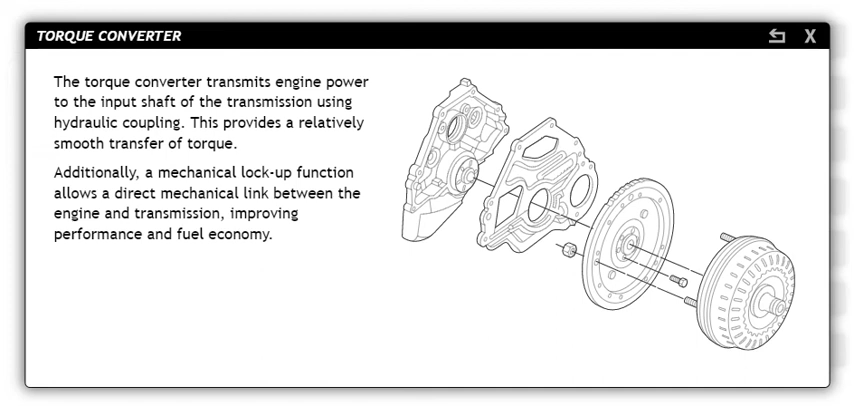 TORQUE CONVERTER
X
The torque converter transmits engine power
to the input shaft of the transmission using
hydraulic coupling. This provides a relatively
smooth transfer of torque.
Additionally, a mechanical lock-up function
allows a direct mechanical link between the
engine and transmission, improving
performance and fuel economy.